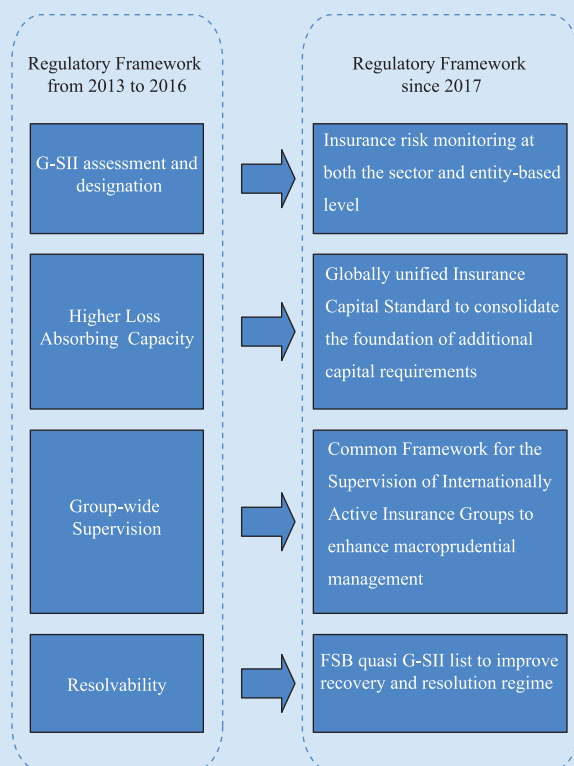 Regulatory Framework
from 2013 to 2016
Regulatory Framework
since 2017
G-SII assessment and
designation
Insurance risk monitoring at
both the sector and entity-based
level
Higher Loss
Absorbing Capacity
Globally unified Insurance
Capital Standard to consolidate
the foundation of additional
capital requirements
Group-wide
Supervision
Common Framework for the
Supervision of Internationally
Active Insurance Groups to
enhance macroprudential
management
Resolvability
FSB quasi G-SII list to improve
recovery and resolution regime